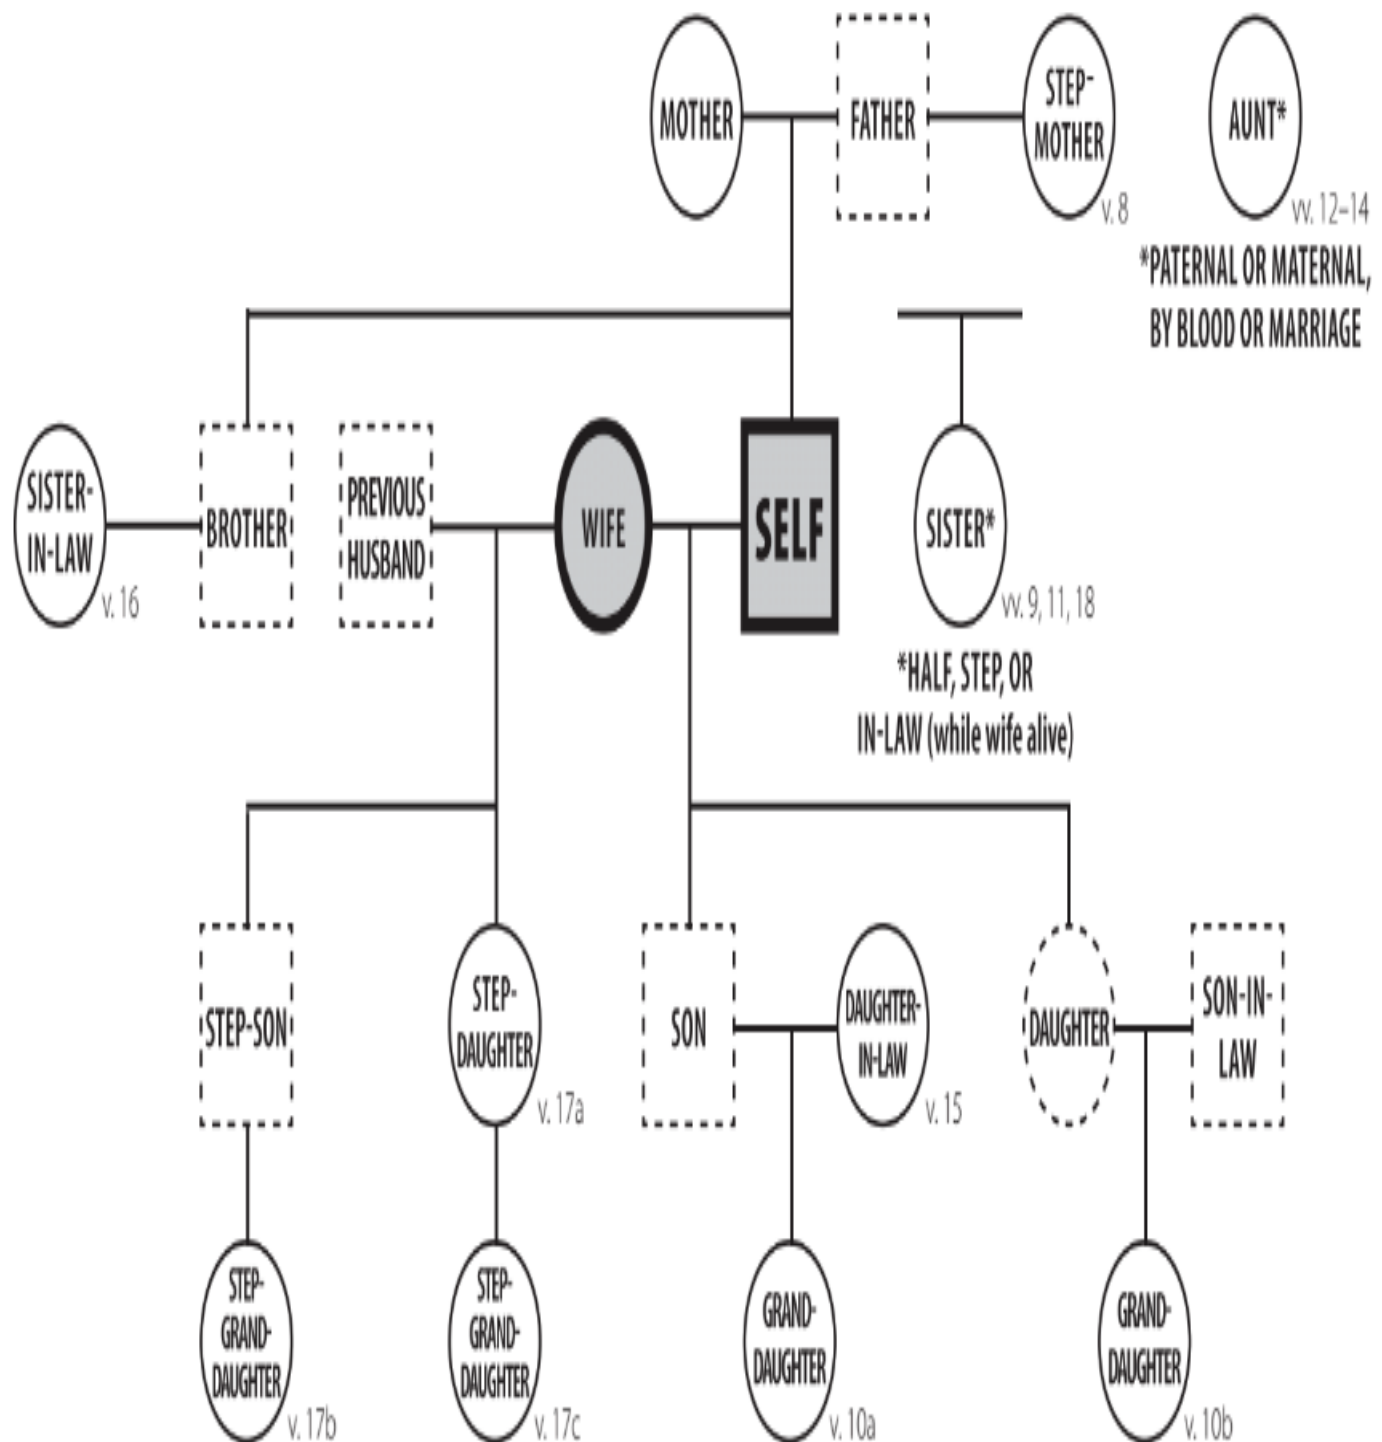 MOTHER
FATHER
STEP-
MOTHER
v. 8
AUNT*
vv. 12–14
*PATERNAL OR MATERNAL,
BY BLOOD OR MARRIAGE
SISTER-
IN-LAW
v. 16
BROTHER
PREVIOUS
HUSBAND
WIFE
SELF
SISTER*
vv. 9, 11, 18
*HALF, STEP, OR
IN-LAW (while wife alive)
STEP-SON
STEP-
DAUGHTER
v. 17a
SON
DAUGHTER-
IN-LAW
v. 15
DAUGHTER
SON-IN-
LAW
STEP-
GRAND-
DAUGHTER
v. 17b
STEP-
GRAND-
DAUGHTER
v. 17c
GRAND-
DAUGHTER
v. 10a
GRAND-
DAUGHTER
v. 10b